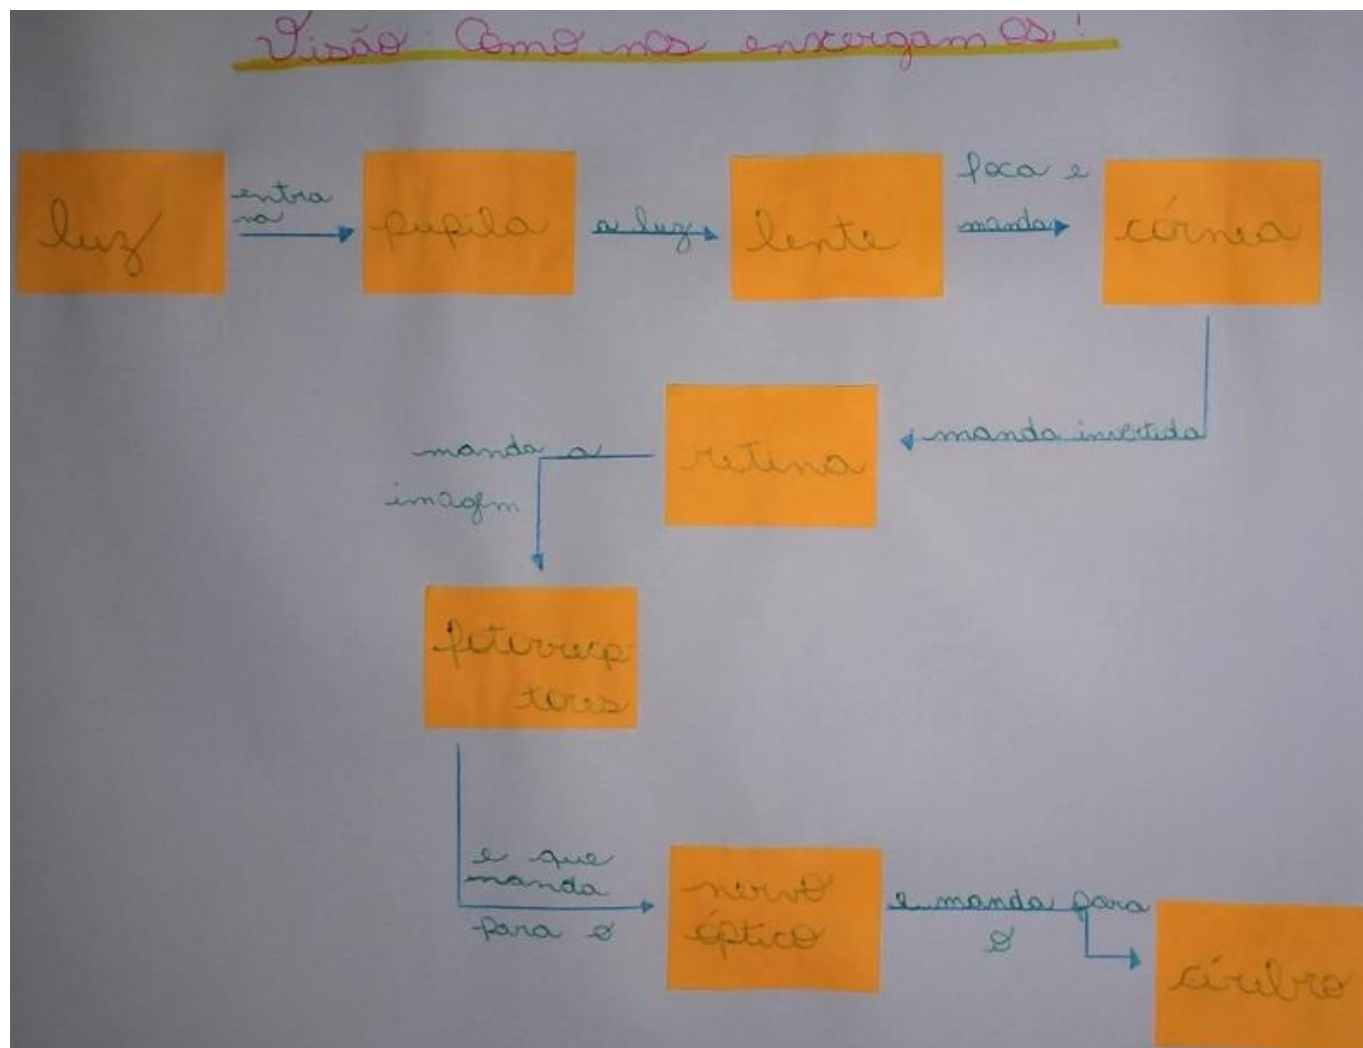 Visão: Como nós enxergamos!
luz
entra
na
pupila
a luz
lente
foca e
manda
córnea
manda invertida
retina
manda a
imagem
fotorrecep
tores
e que
manda
para o
nervo
óptico
e manda para
o
cérebro